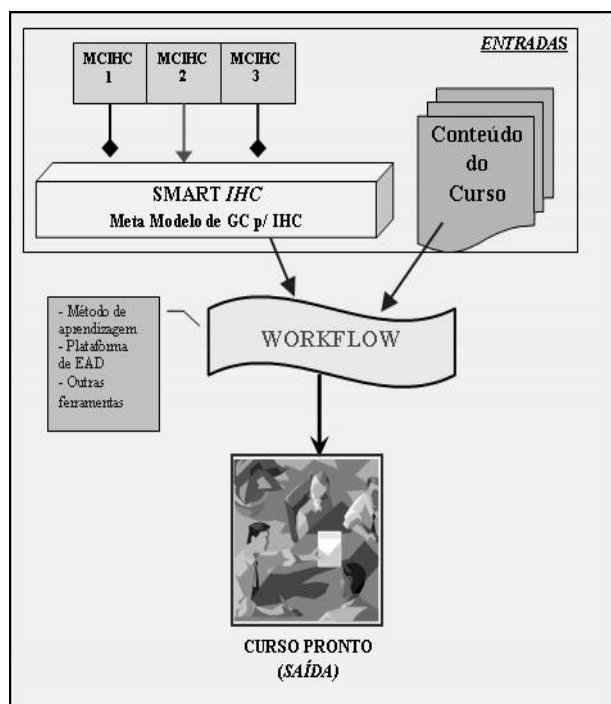 ENTRADAS
MCIHC
1
MCIHC
2
MCIHC
3
Conteúdo
do
Curso
SMART IHC
Meta Modelo de GC p/ IHC
- Método de
aprendizagem
- Plataforma
de EAD
- Outras
ferramentas
WORKFLOW
CURSO PRONTO
(SAÍDA)